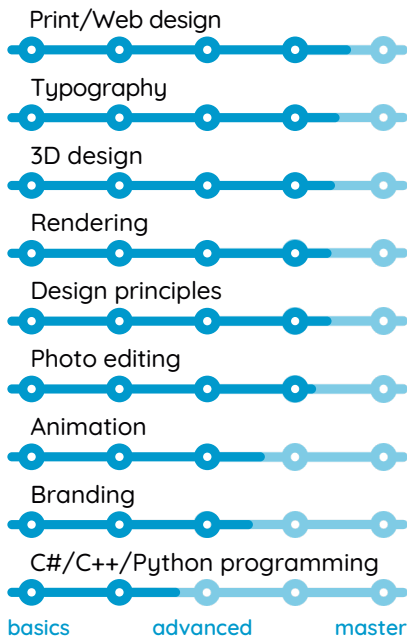 Print/Web design
Typography
3D design
Rendering
Design principles
Photo editing
Animation
Branding
C#/C++/Python programming
basics advanced master